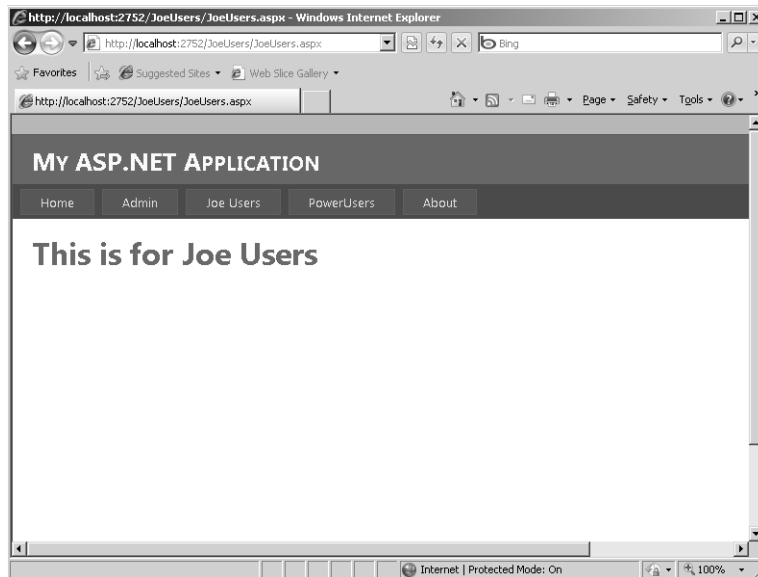 http://localhost:2752/JoeUsers/JoeUsers.aspx - Windows Internet Explorer
http://localhost:2752/JoeUsers/JoeUsers.aspx
Bing
Favorites
Suggested Sites
Web Slice Gallery
http://localhost:2752/JoeUsers/JoeUsers.aspx
Page
Safety
Tools
MY ASP.NET APPLICATION
Home
Admin
Joe Users
PowerUsers
About
This is for Joe Users
Internet | Protected Mode: On
100%